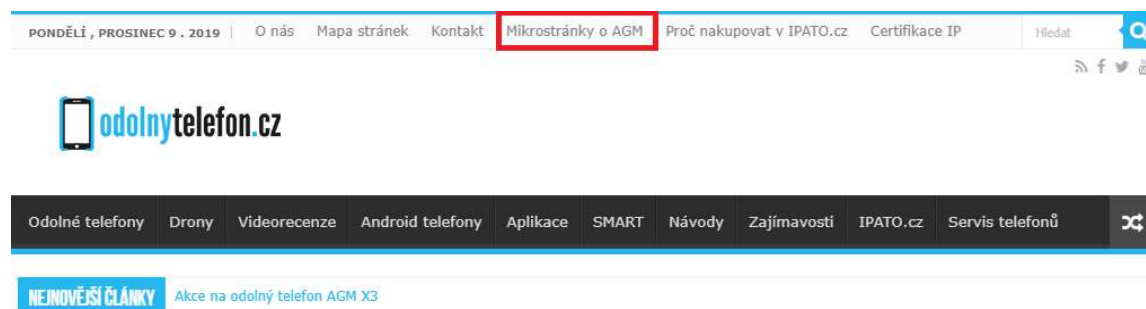 PONDĚLÍ , PROSINEC 9 . 2019 O nás Mapa stránek Kontakt Mikrostránky o AGM Proč nakupovat v IPATO.cz Certifikace IP Hledat
odolnytelefon.cz
Odolné telefony Drony Videorecenze Android telefony Aplikace SMART Návody Zajímavosti IPATO.cz Servis telefonů
NEJNOVĚJŠÍ ČLÁNKY Akce na odolný telefon AGM X3